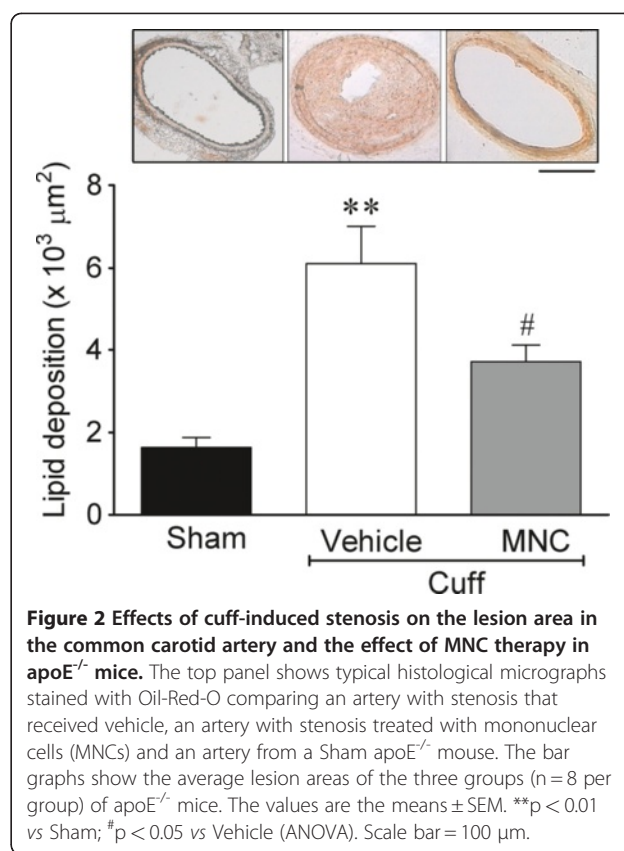 **
#
8
6
4
2
0
Lipid deposition (x 10³ μm²)
Sham
Vehicle
MNC
Cuff
Figure 2 Effects of cuff-induced stenosis on the lesion area in
the common carotid artery and the effect of MNC therapy in
apoE⁻/⁻ mice. The top panel shows typical histological micrographs
stained with Oil-Red-O comparing an artery with stenosis that
received vehicle, an artery with stenosis treated with mononuclear
cells (MNCs) and an artery from a Sham apoE⁻/⁻ mouse. The bar
graphs show the average lesion areas of the three groups (n = 8 per
group) of apoE⁻/⁻ mice. The values are the means ± SEM. **p < 0.01
vs Sham; #p < 0.05 vs Vehicle (ANOVA). Scale bar = 100 μm.